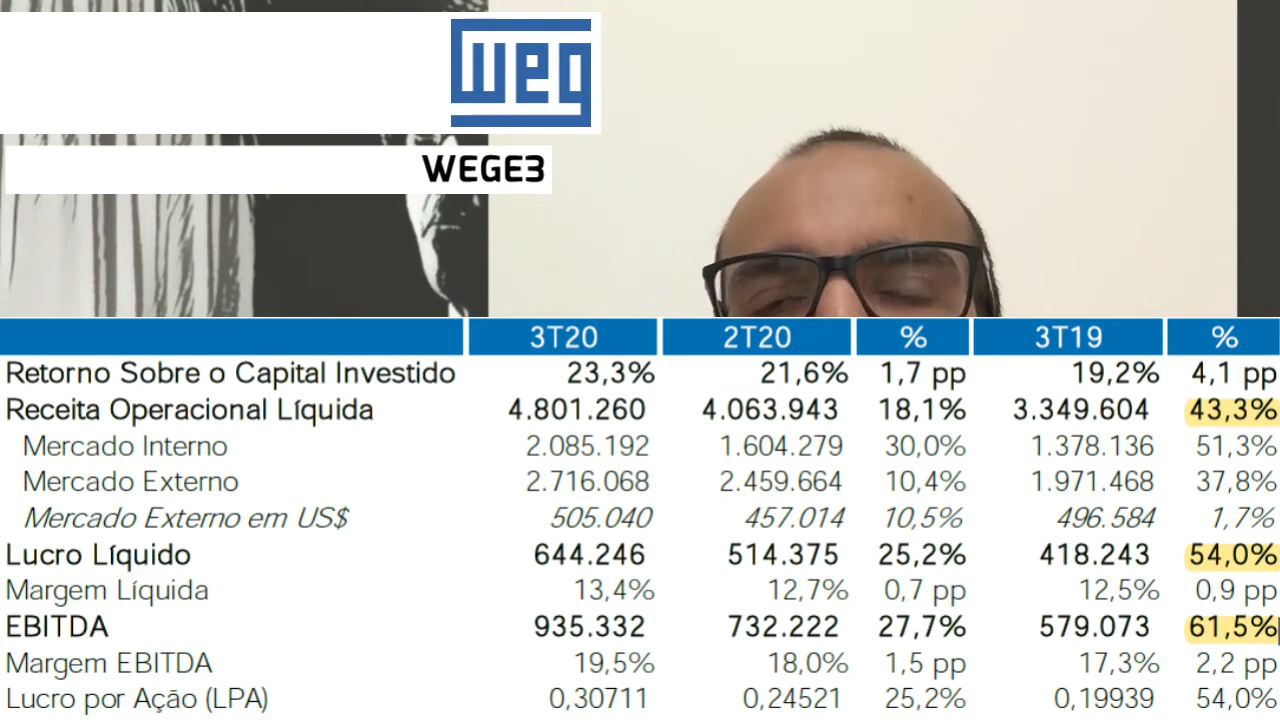 weg
WEGE3
3T20 2T20 % 3T19 %
Retorno Sobre o Capital Investido 23,3% 21,6% 1,7 pp 19,2% 4,1 pp
Receita Operacional Líquida 4.801.260 4.063.943 18,1% 3.349.604 43,3%
Mercado Interno 2.085.192 1.604.279 30,0% 1.378.136 51,3%
Mercado Externo 2.716.068 2.459.664 10,4% 1.971.468 37,8%
Mercado Externo em US$ 505.040 457.014 10,5% 496.584 1,7%
Lucro Líquido 644.246 514.375 25,2% 418.243 54,0%
Margem Líquida 13,4% 12,7% 0,7 pp 12,5% 0,9 pp
EBITDA 935.332 732.222 27,7% 579.073 61,5%
Margem EBITDA 19,5% 18,0% 1,5 pp 17,3% 2,2 pp
Lucro por Ação (LPA) 0,30711 0,24521 25,2% 0,19939 54,0%